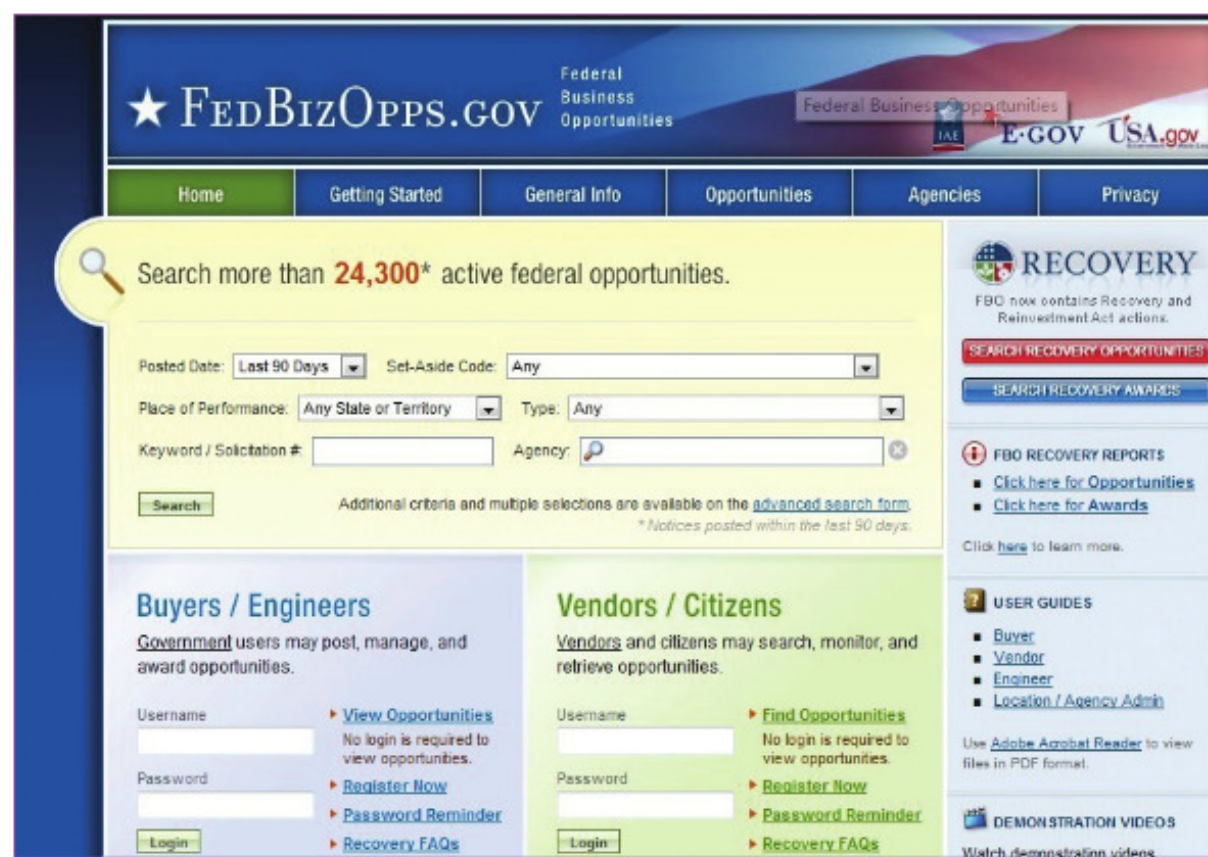 ★ FEDBIZOPPS.GOV
Federal
Business
Opportunities
Federal Business Opportunities
IAE
E-GOV
USA.gov
Home
Getting Started
General Info
Opportunities
Agencies
Privacy
Search more than 24,300* active federal opportunities.
Posted Date: Last 90 Days Set-Aside Code: Any
Place of Performance: Any State or Territory Type: Any
Keyword / Solicitation #: Agency:
Search
Additional criteria and multiple selections are available on the advanced search form.
* Notices posted within the last 90 days.
Buyers / Engineers
Government users may post, manage, and
award opportunities.
Username
Password
Login
View Opportunities
No login is required to
view opportunities.
Register Now
Password Reminder
Recovery FAQs
Vendors / Citizens
Vendors and citizens may search, monitor, and
retrieve opportunities.
Username
Password
Login
Find Opportunities
No login is required to
view opportunities.
Register Now
Password Reminder
Recovery FAQs
RECOVERY
FBO now contains Recovery and
Reinvestment Act actions.
SEARCH RECOVERY OPPORTUNITIES
SEARCH RECOVERY AWARDS
FBO RECOVERY REPORTS
Click here for Opportunities
Click here for Awards
Click here to learn more.
USER GUIDES
Buyer
Vendor
Engineer
Location / Agency Admin
Use Adobe Acrobat Reader to view
files in PDF format.
DEMONSTRATION VIDEOS
Watch demonstration videos